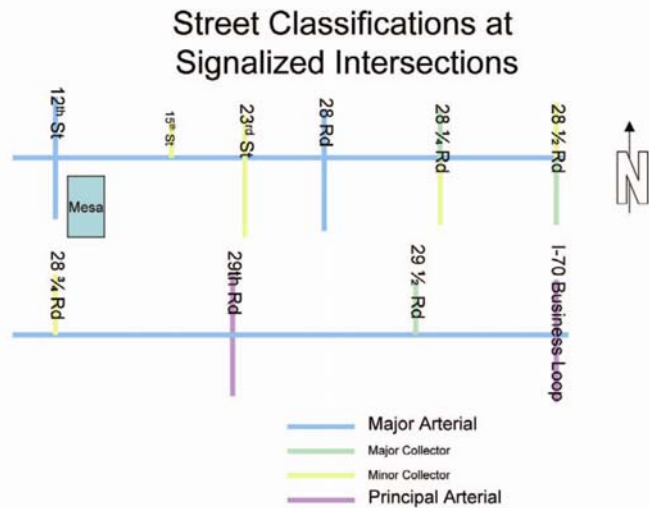 Street Classifications at
Signalized Intersections
12th St
15th St
23rd St
28 Rd
28 ¼ Rd
28 ½ Rd
N
Mesa
28 ¾ Rd
29th Rd
29 ½ Rd
I-70 Business Loop
Major Arterial
Major Collector
Minor Collector
Principal Arterial